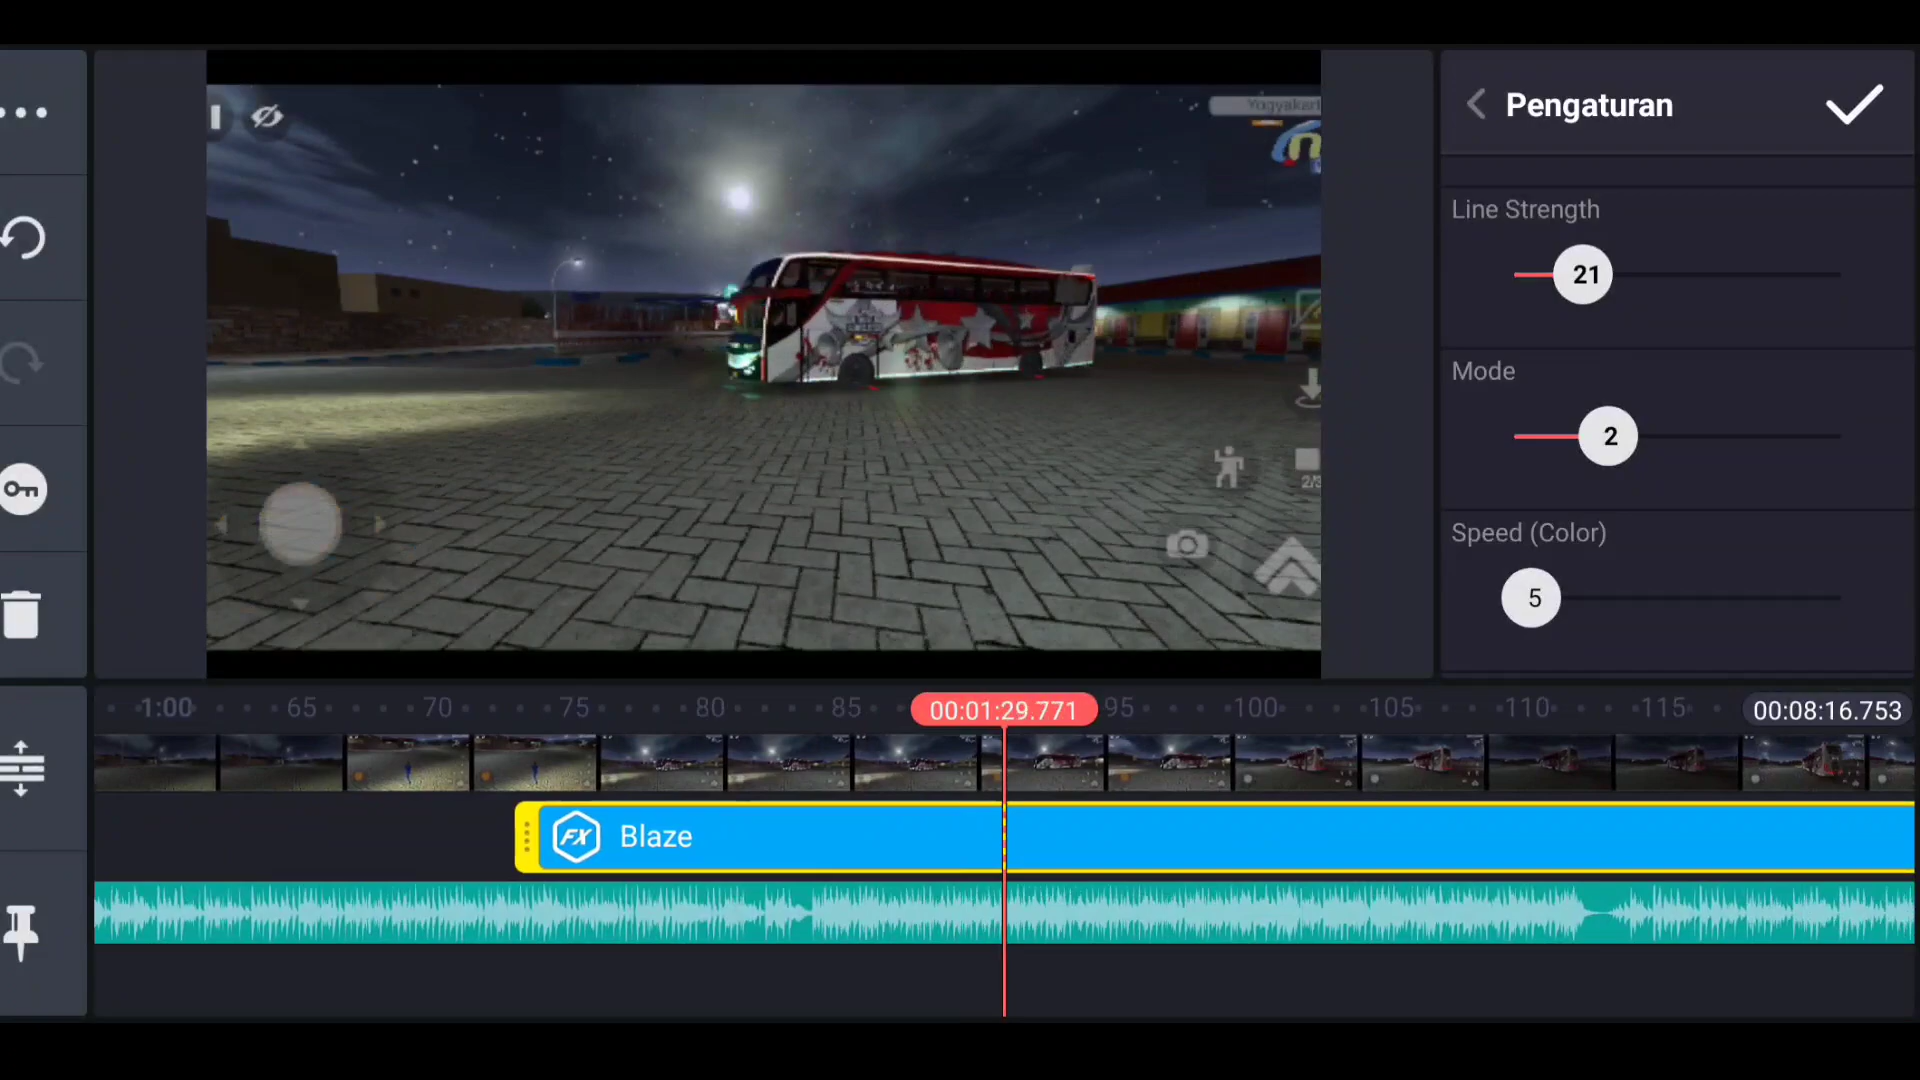 Pengaturan
Line Strength
21
Mode
2
Speed (Color)
5
1:00
65
70
75
80
85
00:01:29.771
95
100
105
110
115
00:08:16.753
FX
Blaze